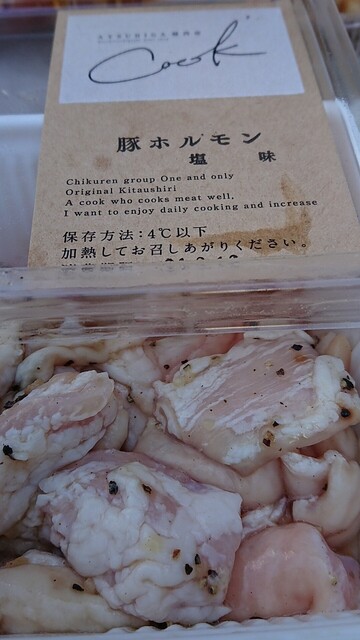 Cook
豚ホルモン
塩 味
Chikuren group One and only
Original Kitaushiri
A cook who cooks meat well.
I want to enjoy daily cooking and increase
保存方法：4℃以下
加熱してお召しあがりください。